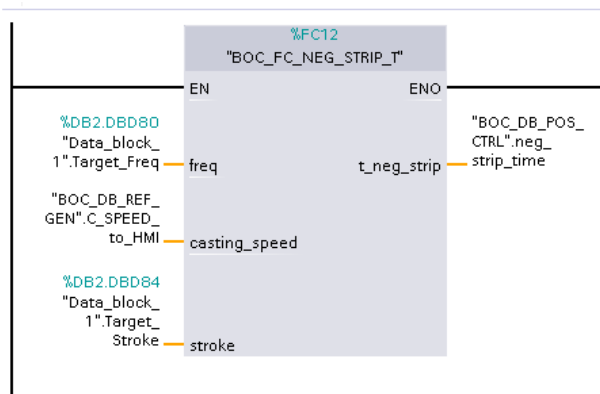 %FC12
"BOC_FC_NEG_STRIP_T"
EN
ENO
%DB2.DBD80
"Data_block_
1".Target_Freq
freq
t_neg_strip
"BOC_DB_POS_
CTRL".neg_
strip_time
"BOC_DB_REF_
GEN".C_SPEED_
to_HMI
casting_speed
%DB2.DBD84
"Data_block_
1".Target_
Stroke
stroke